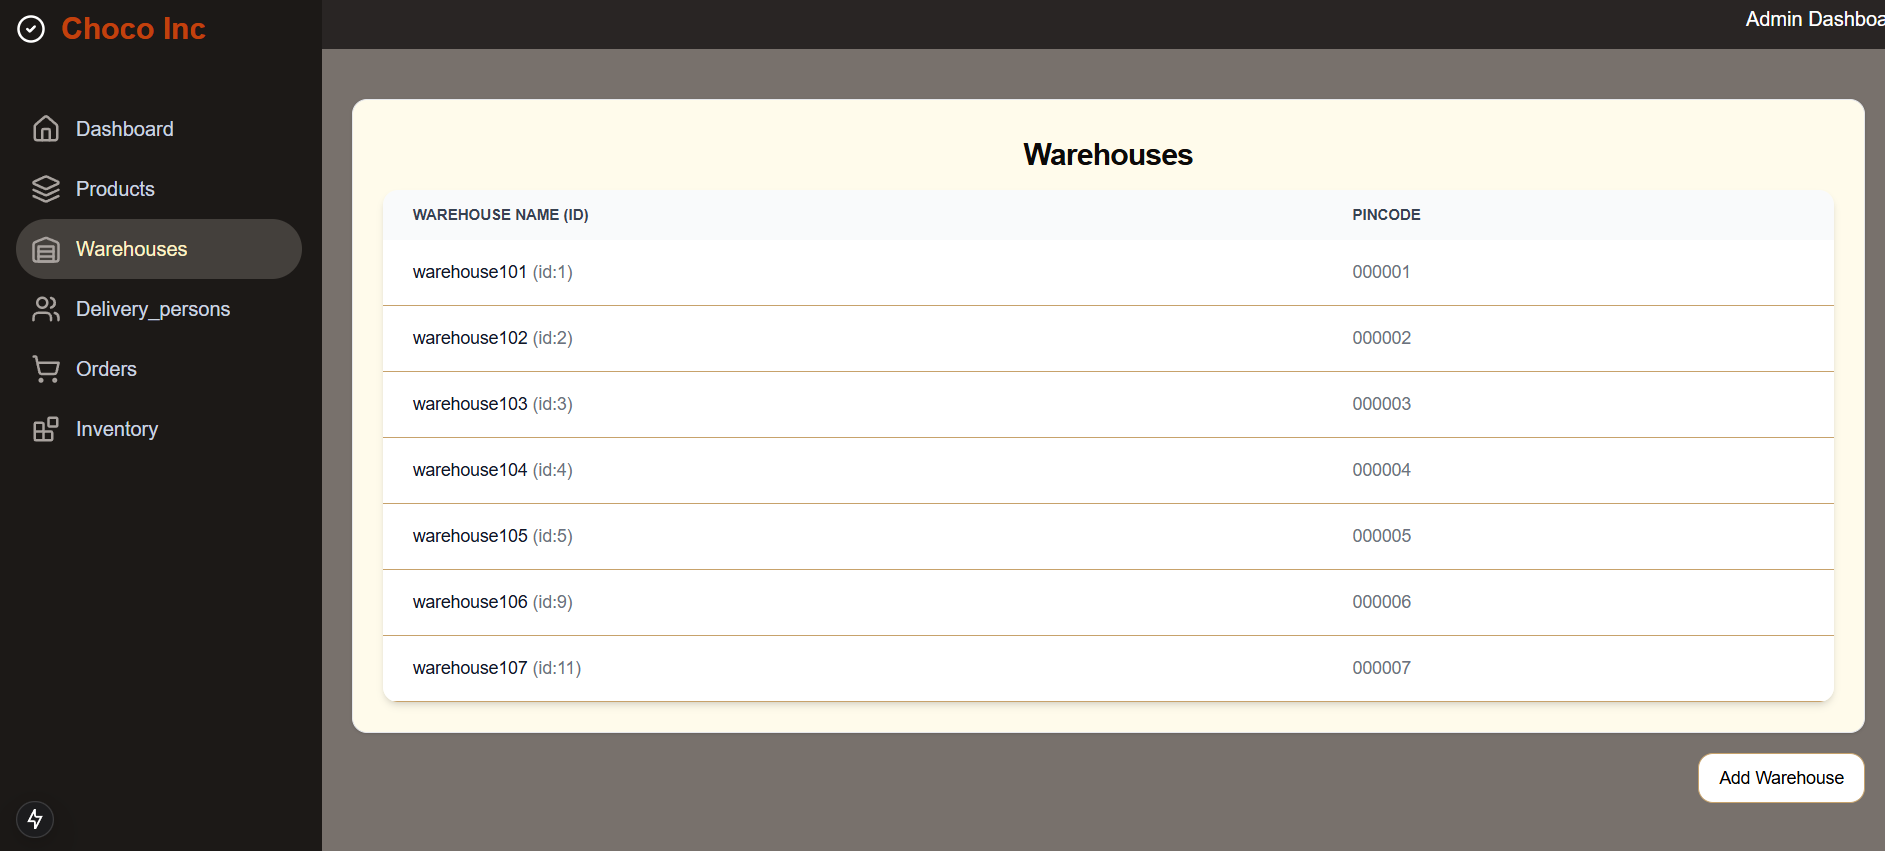 Choco Inc
Admin Dashboa
Dashboard
Products
Warehouses
Delivery_persons
Orders
Inventory
Warehouses
WAREHOUSE NAME (ID) PINCODE
warehouse101 (id:1) 000001
warehouse102 (id:2) 000002
warehouse103 (id:3) 000003
warehouse104 (id:4) 000004
warehouse105 (id:5) 000005
warehouse106 (id:9) 000006
warehouse107 (id:11) 000007
Add Warehouse